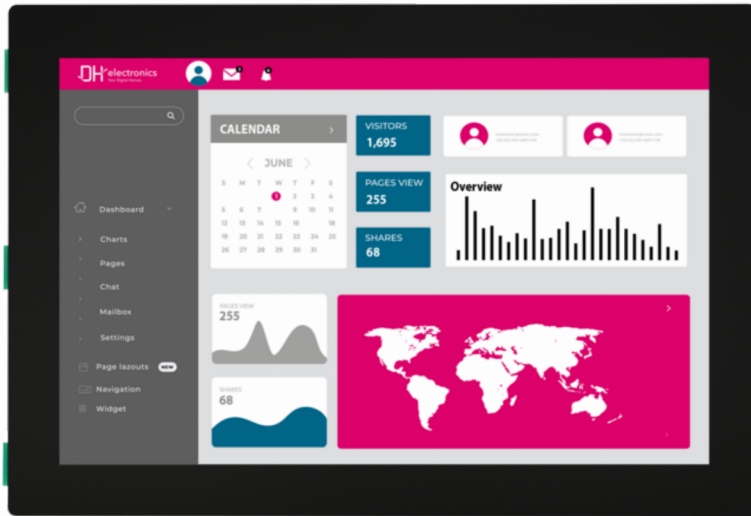 DH electronics
CALENDAR
JUNE
S M T W T F S
1 2 3 4
5 6 7 9 10 11
12 13 14 15 16 18
19 20 21 22 23 24 25
26 27 28 29 30 31
VISITORS
1,695
PAGES VIEW
255
SHARES
68
Overview
Dashboard
Charts
Pages
Chat
Mailbox
Settings
Page lazouts NEW
Navigation
Widget
PAGES VIEW
255
SHARES
68